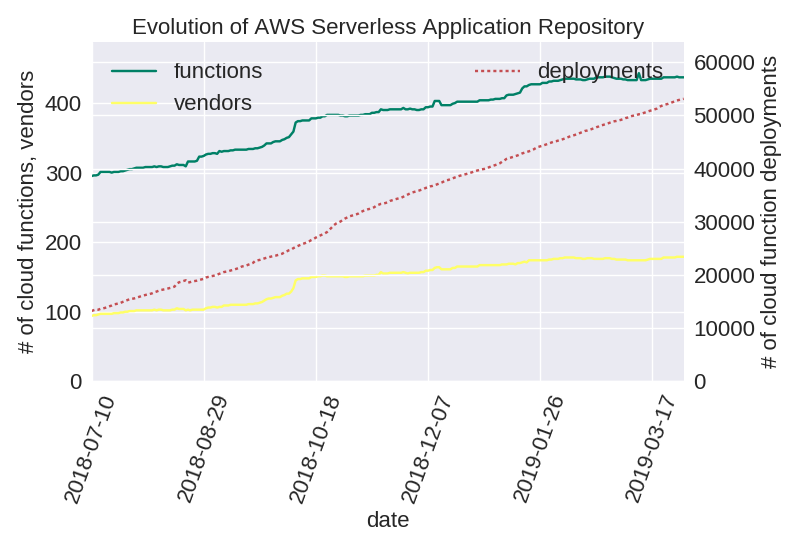 Evolution of AWS Serverless Application Repository
functions
vendors
deployments
# of cloud functions, vendors
400
300
200
100
0
# of cloud function deployments
60000
50000
40000
30000
20000
10000
0
2018-07-10
2018-08-29
2018-10-18
2018-12-07
2019-01-26
2019-03-17
date